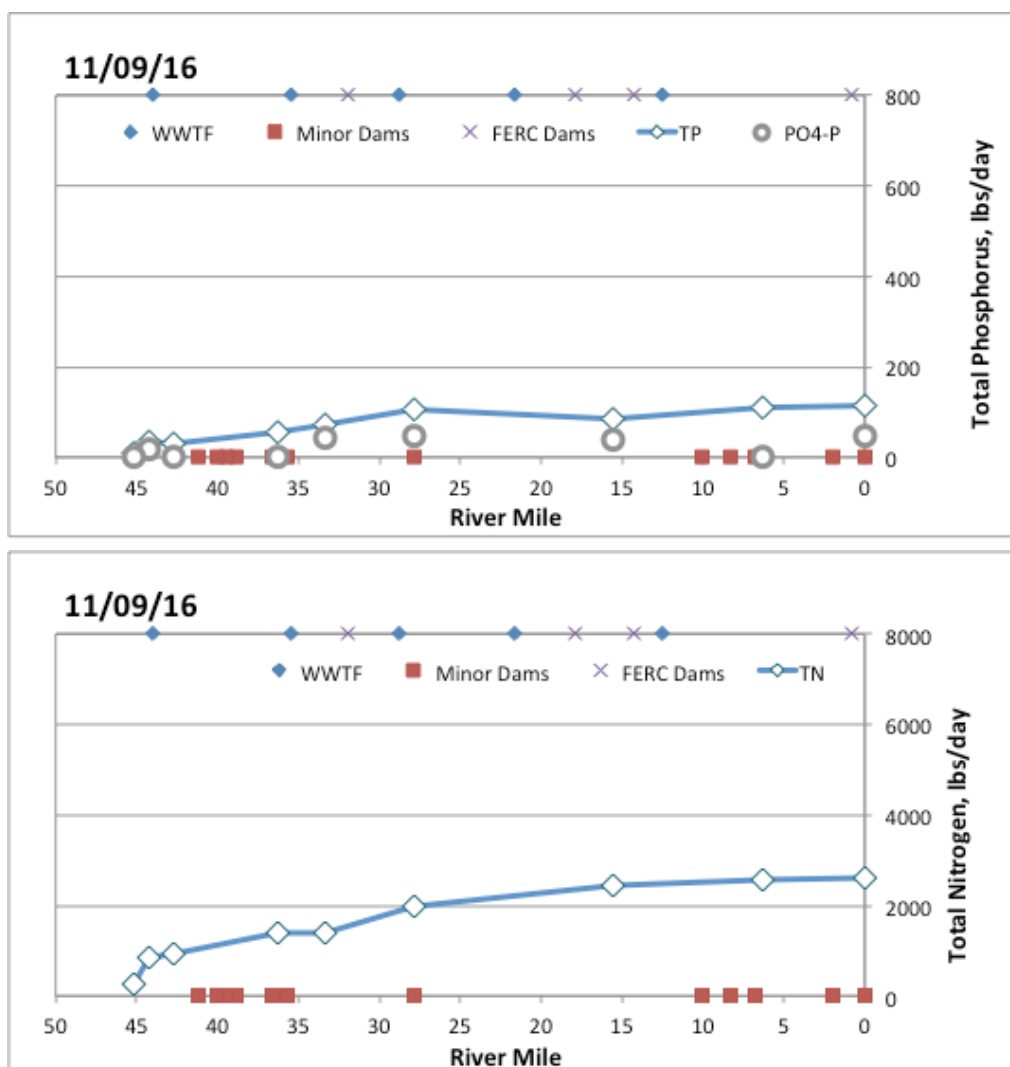 11/09/16
800
WWTF Minor Dams FERC Dams TP PO4-P
600
400
200
0
50 45 40 35 30 25 20 15 10 5 0
River Mile
Total Phosphorus, lbs/day
11/09/16
8000
WWTF Minor Dams FERC Dams TN
6000
4000
2000
0
50 45 40 35 30 25 20 15 10 5 0
River Mile
Total Nitrogen, lbs/day